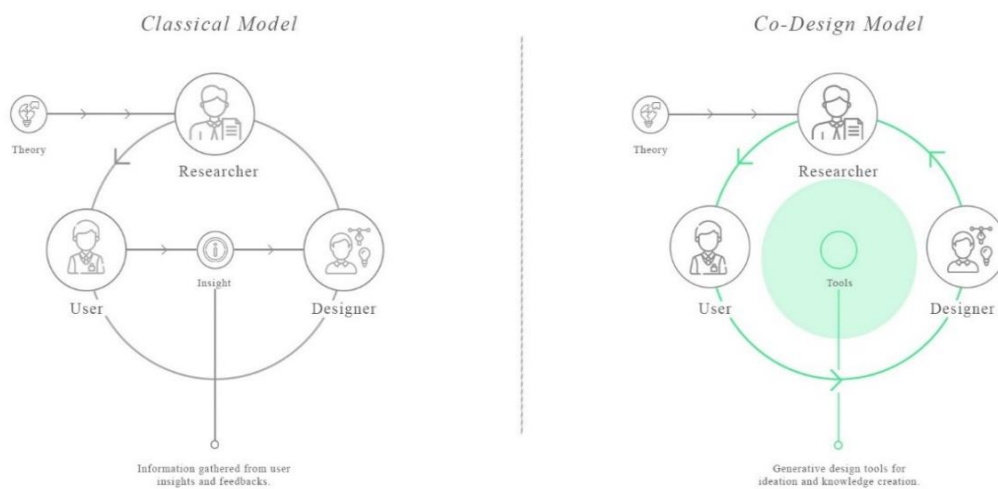 Classical Model
Theory
Researcher
User
Insight
Designer
Information gathered from user
insights and feedbacks.
Co-Design Model
Theory
Researcher
User
Tools
Designer
Generative design tools for
ideation and knowledge creation.